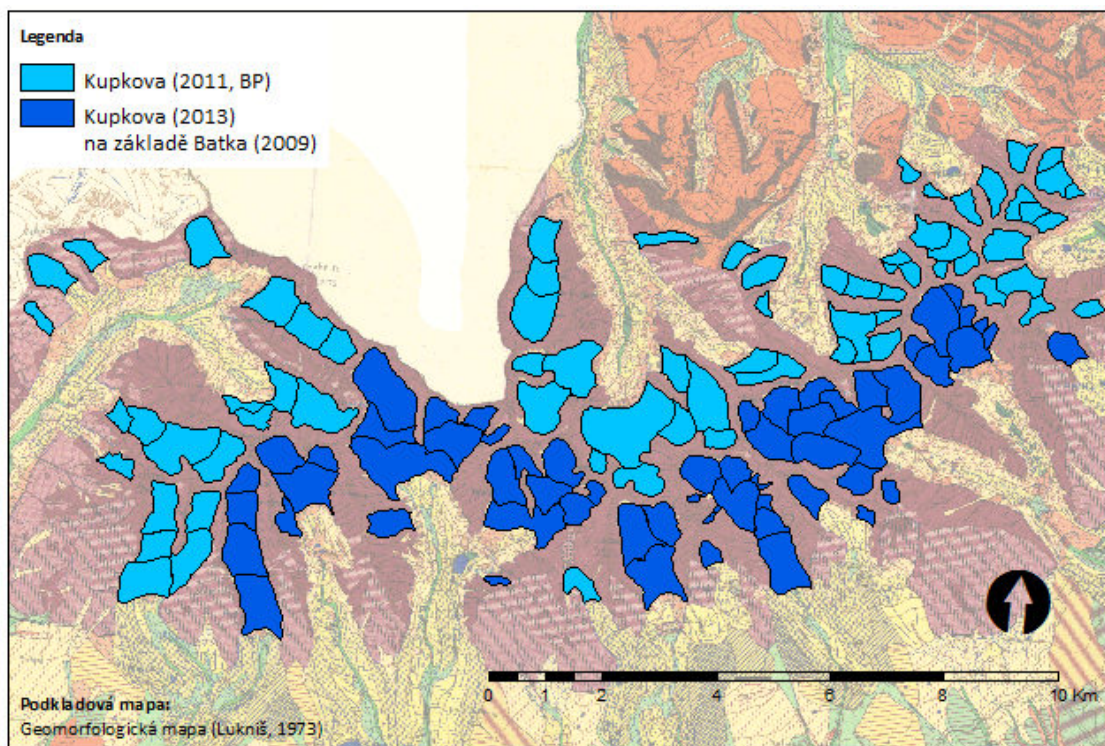 Legenda
Kupkova (2011, BP)
Kupkova (2013)
na základě Batka (2009)
0 2 4 6 8 10 Km
Podkladová mapa:
Geomorfologická mapa (Lukniš, 1973)